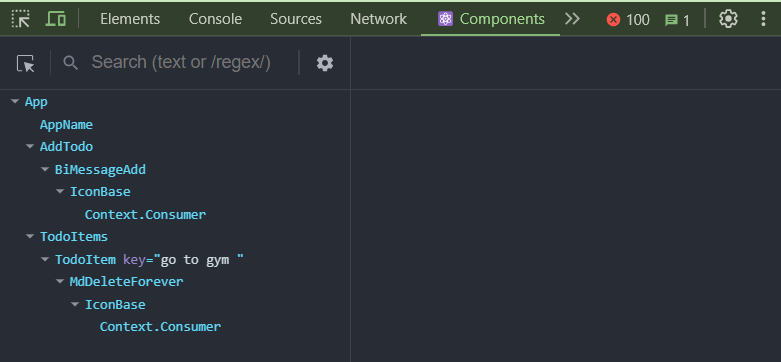 Elements Console Sources Network Components 100 1
Search (text or /regex/)
App
AppName
AddTodo
BiMessageAdd
IconBase
Context.Consumer
TodoItems
TodoItem key="go to gym "
MdDeleteForever
IconBase
Context.Consumer